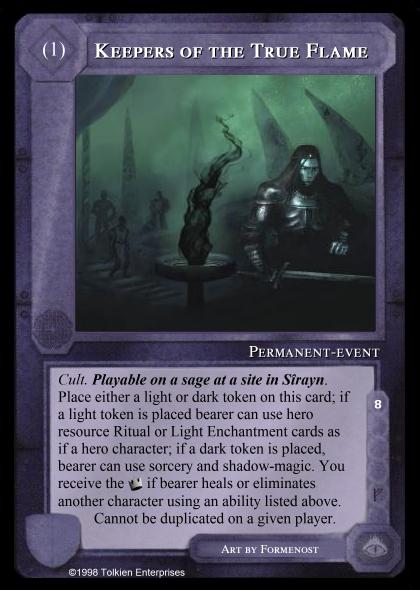 (1) KEEPERS OF THE TRUE FLAME
PERMANENT-EVENT
Cult. Playable on a sage at a site in Sîrayn.
Place either a light or dark token on this card; if
a light token is placed bearer can use hero
resource Ritual or Light Enchantment cards as
if a hero character; if a dark token is placed,
bearer can use sorcery and shadow-magic. You
receive the if bearer heals or eliminates
another character using an ability listed above.
Cannot be duplicated on a given player.
8
ART BY FORMENOST
©1998 Tolkien Enterprises